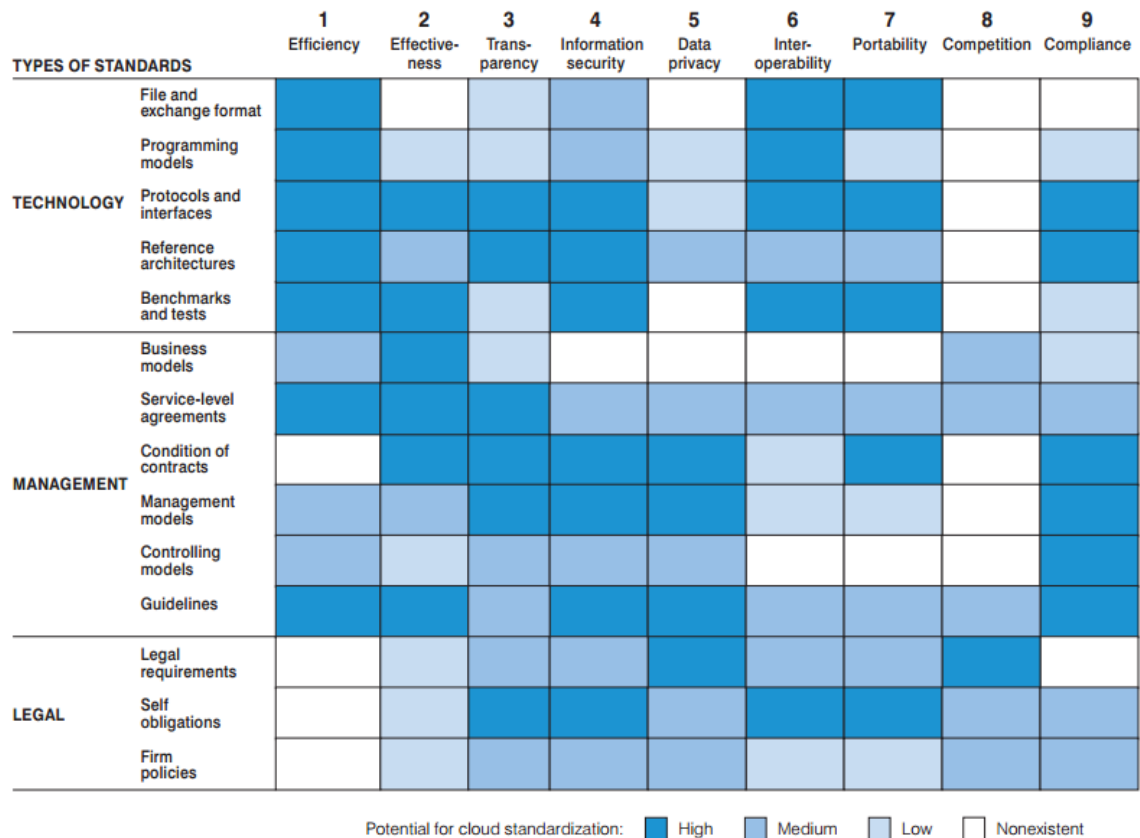 1 2 3 4 5 6 7 8 9
Efficiency Effective- Trans- Information Data Inter- Portability Competition Compliance
ness parency security privacy operability
TYPES OF STANDARDS
File and
exchange format
Programming
models
TECHNOLOGY Protocols and
interfaces
Reference
architectures
Benchmarks
and tests
Business
models
Service-level
agreements
Condition of
contracts
MANAGEMENT
Management
models
Controlling
models
Guidelines
Legal
requirements
LEGAL Self
obligations
Firm
policies
Potential for cloud standardization: High Medium Low Nonexistent